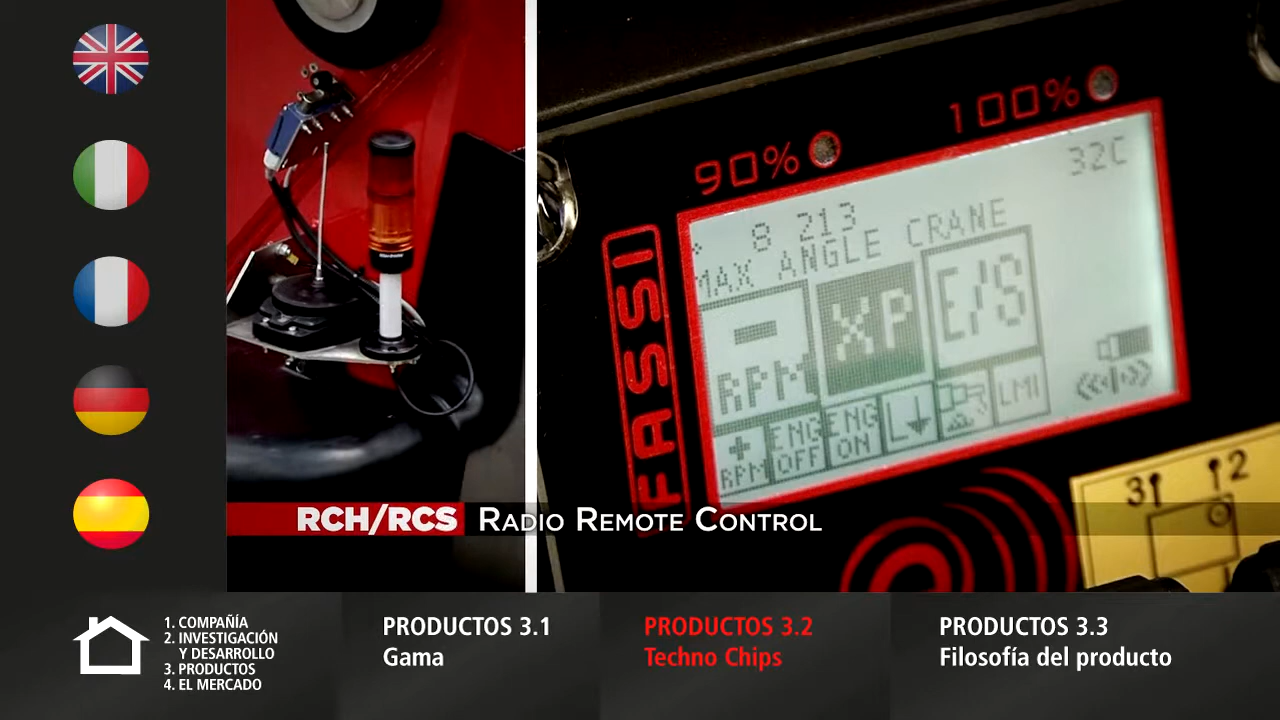 90%
100%
32C
8 213
MAX ANGLE CRANE
-
RPM
XP
E/S
+
RPM
ENG
OFF
ENG
ON
L
LMI
FASSI
3
2
RCH/RCS RADIO REMOTE CONTROL
1. COMPAÑÍA
2. INVESTIGACIÓN
Y DESARROLLO
3. PRODUCTOS
4. EL MERCADO
PRODUCTOS 3.1
Gama
PRODUCTOS 3.2
Techno Chips
PRODUCTOS 3.3
Filosofía del producto